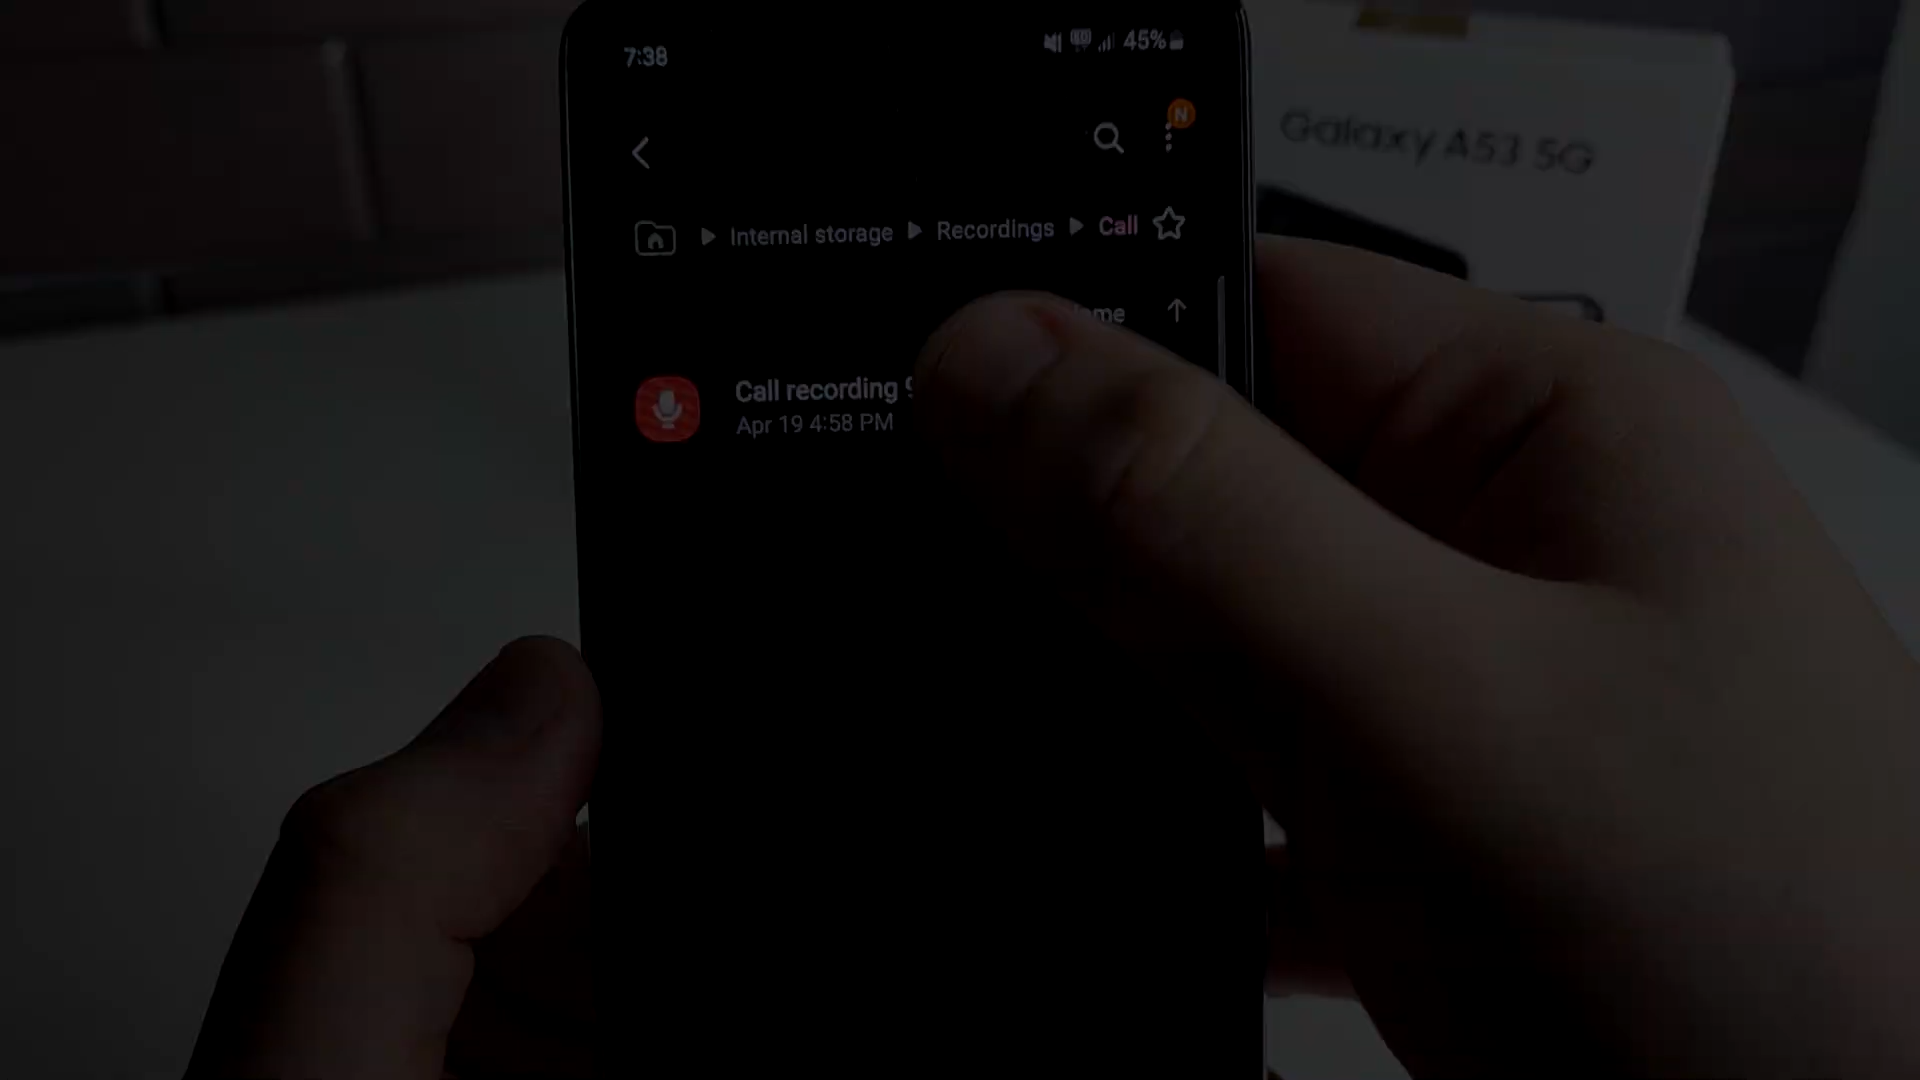 7:38
45%
N
Galaxy A53 5G
Internal storage
Recordings
Call
Call recording
Apr 19 4:58 PM